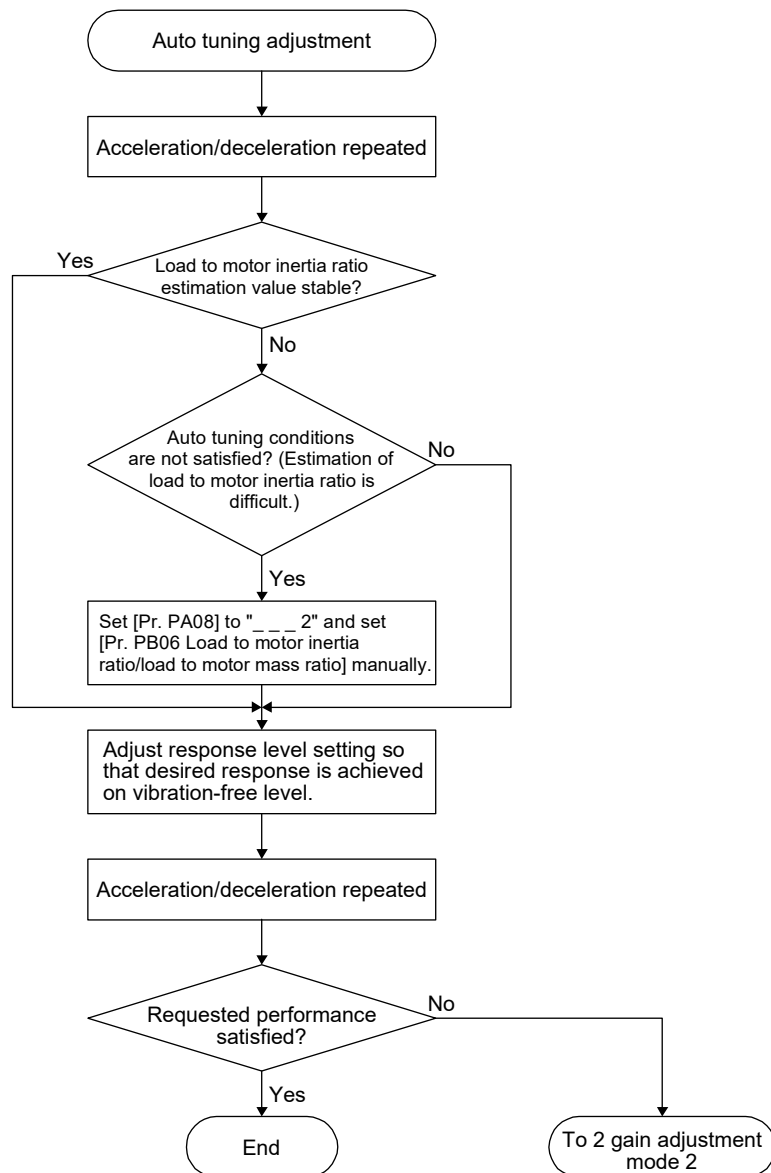 Auto tuning adjustment
Acceleration/deceleration repeated
Yes
Load to motor inertia ratio
estimation value stable?
No
Auto tuning conditions
are not satisfied? (Estimation of
load to motor inertia ratio is
difficult.)
No
Yes
Set [Pr. PA08] to "_ _ _ 2" and set
[Pr. PB06 Load to motor inertia
ratio/load to motor mass ratio] manually.
Adjust response level setting so
that desired response is achieved
on vibration-free level.
Acceleration/deceleration repeated
Requested performance
satisfied?
No
Yes
End
To 2 gain adjustment
mode 2